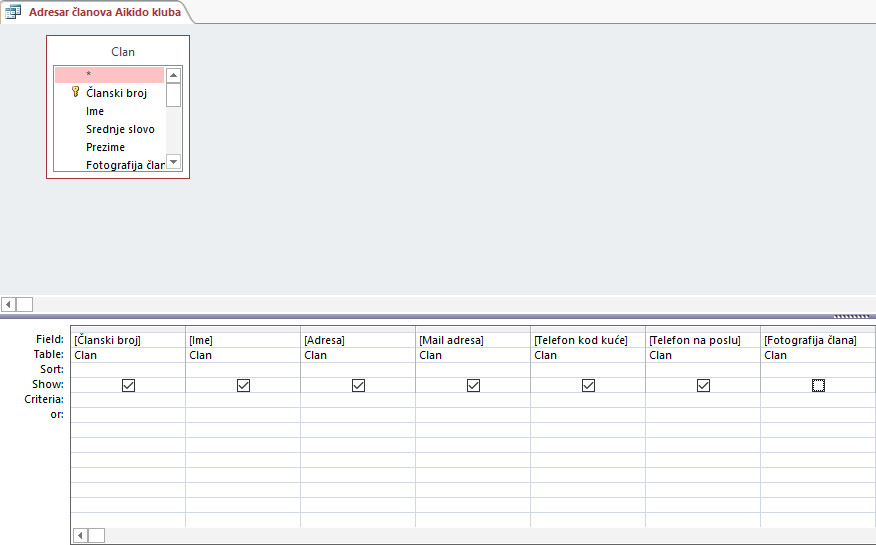 Adresar članova Aikido kluba
Clan
*
Članski broj
Ime
Srednje slovo
Prezime
Fotografija član
Field: [Članski broj] [Ime] [Adresa] [Mail adresa] [Telefon kod kuće] [Telefon na poslu] [Fotografija člana]
Table: Clan Clan Clan Clan Clan Clan Clan
Sort:
Show:
Criteria:
or: